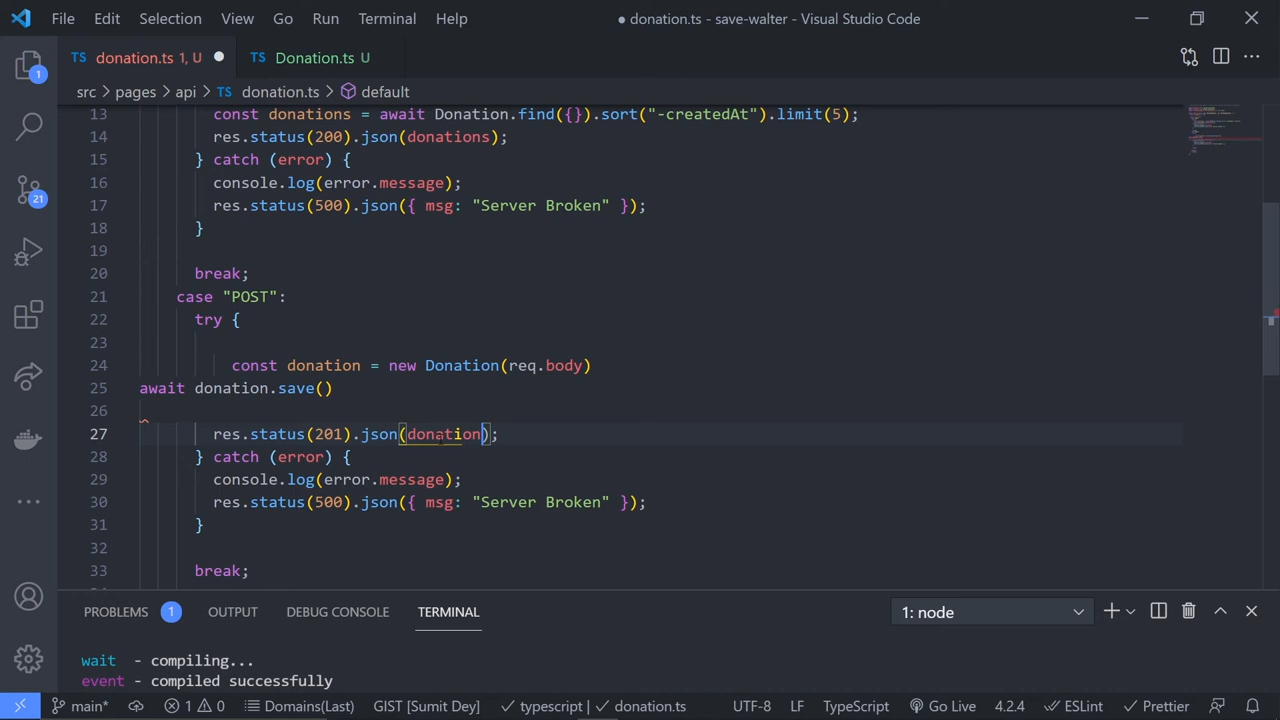 File Edit Selection View Go Run Terminal Help ● donation.ts - save-walter - Visual Studio Code
TS donation.ts 1, U ● TS Donation.ts U
src > pages > api > TS donation.ts > default
13 const donations = await Donation.find({}).sort("-createdAt").limit(5);
14 res.status(200).json(donations);
15 } catch (error) {
16 console.log(error.message);
17 res.status(500).json({ msg: "Server Broken" });
18 }
19
20 break;
21 case "POST":
22 try {
23
24 const donation = new Donation(req.body)
25 await donation.save()
26
27 res.status(201).json(donation);
28 } catch (error) {
29 console.log(error.message);
30 res.status(500).json({ msg: "Server Broken" });
31 }
32
33 break;
1
21
PROBLEMS 1 OUTPUT DEBUG CONSOLE TERMINAL 1: node
wait - compiling...
event - compiled successfully
main* 1 0 Domains(Last) GIST [Sumit Dey] typescript | donation.ts UTF-8 LF TypeScript Go Live 4.2.4 ESLint Prettier